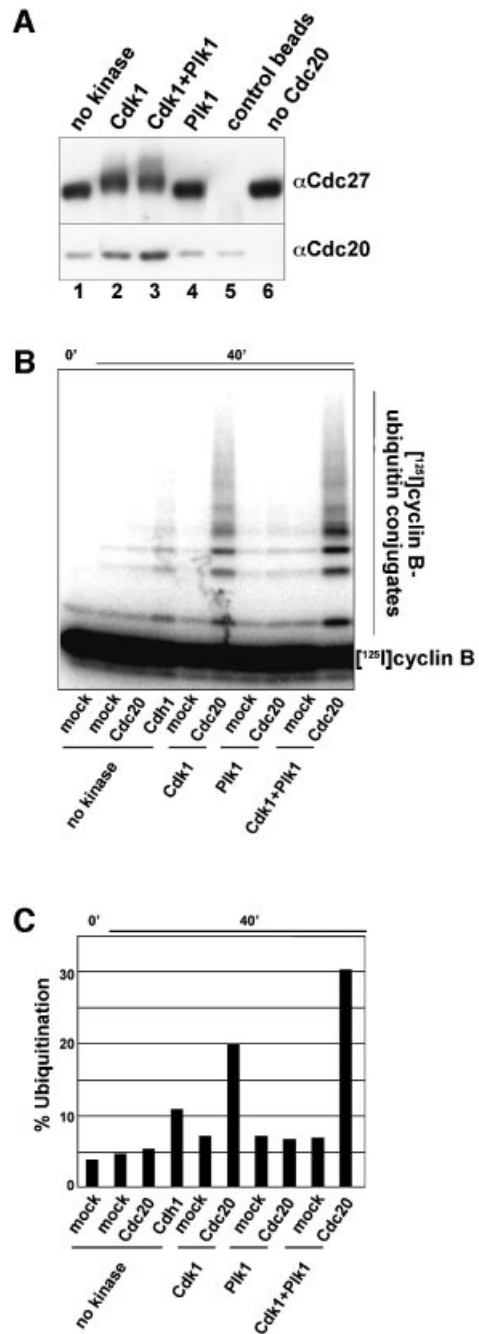 A
no kinase
Cdk1
Cdk1+Plk1
Plk1
control beads
no Cdc20
αCdc27
αCdc20
1 2 3 4 5 6
B
0' 40'
[¹²⁵I]cyclin B-
ubiquitin conjugates
[¹²⁵I]cyclin B
mock mock Cdc20 Cdh1 mock Cdc20 mock Cdc20 mock Cdc20
no kinase Cdk1 Plk1 Cdk1+Plk1
C
0' 40'
% Ubiquitination
30
20
10
0
mock mock Cdc20 Cdh1 mock Cdc20 mock Cdc20 mock Cdc20
no kinase Cdk1 Plk1 Cdk1+Plk1